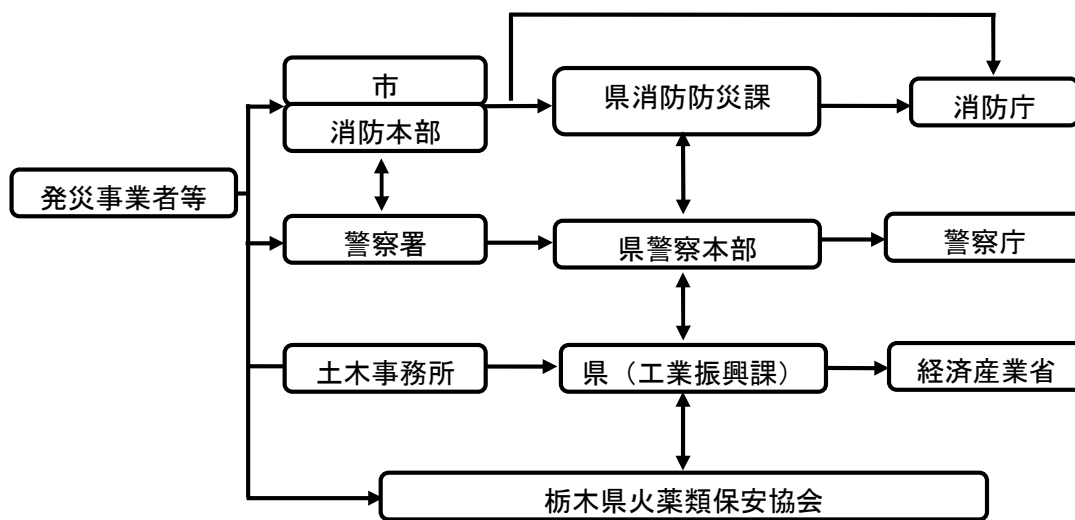 市
消防本部
県消防防災課
消防庁
発災事業者等
警察署
県警察本部
警察庁
土木事務所
県（工業振興課）
経済産業省
栃木県火薬類保安協会